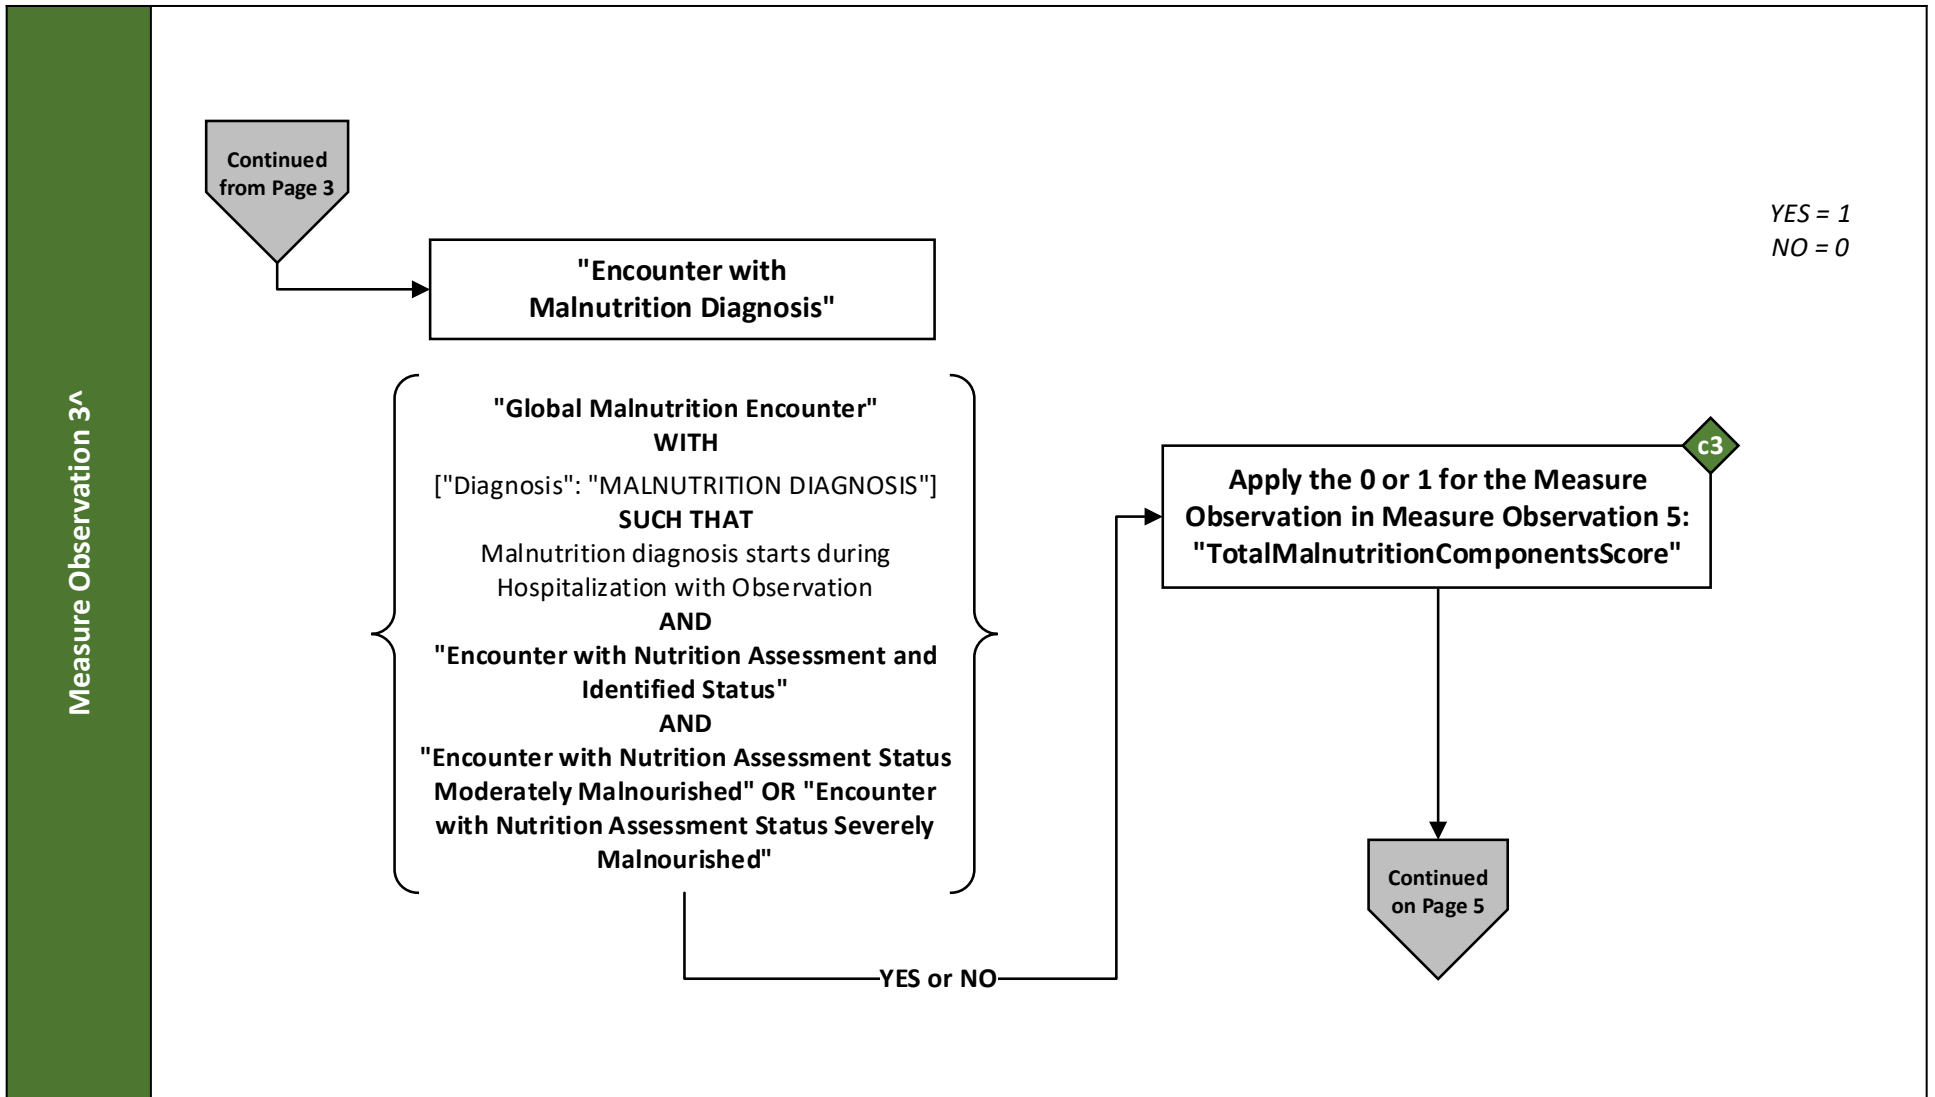 Measure Observation 3^
Continued
from Page 3
YES = 1
NO = 0
"Encounter with
Malnutrition Diagnosis"
"Global Malnutrition Encounter"
WITH
["Diagnosis": "MALNUTRITION DIAGNOSIS"]
SUCH THAT
Malnutrition diagnosis starts during
Hospitalization with Observation
AND
"Encounter with Nutrition Assessment and
Identified Status"
AND
"Encounter with Nutrition Assessment Status
Moderately Malnourished" OR "Encounter
with Nutrition Assessment Status Severely
Malnourished"
YES or NO
c3
Apply the 0 or 1 for the Measure
Observation in Measure Observation 5:
"TotalMalnutritionComponentsScore"
Continued
on Page 5